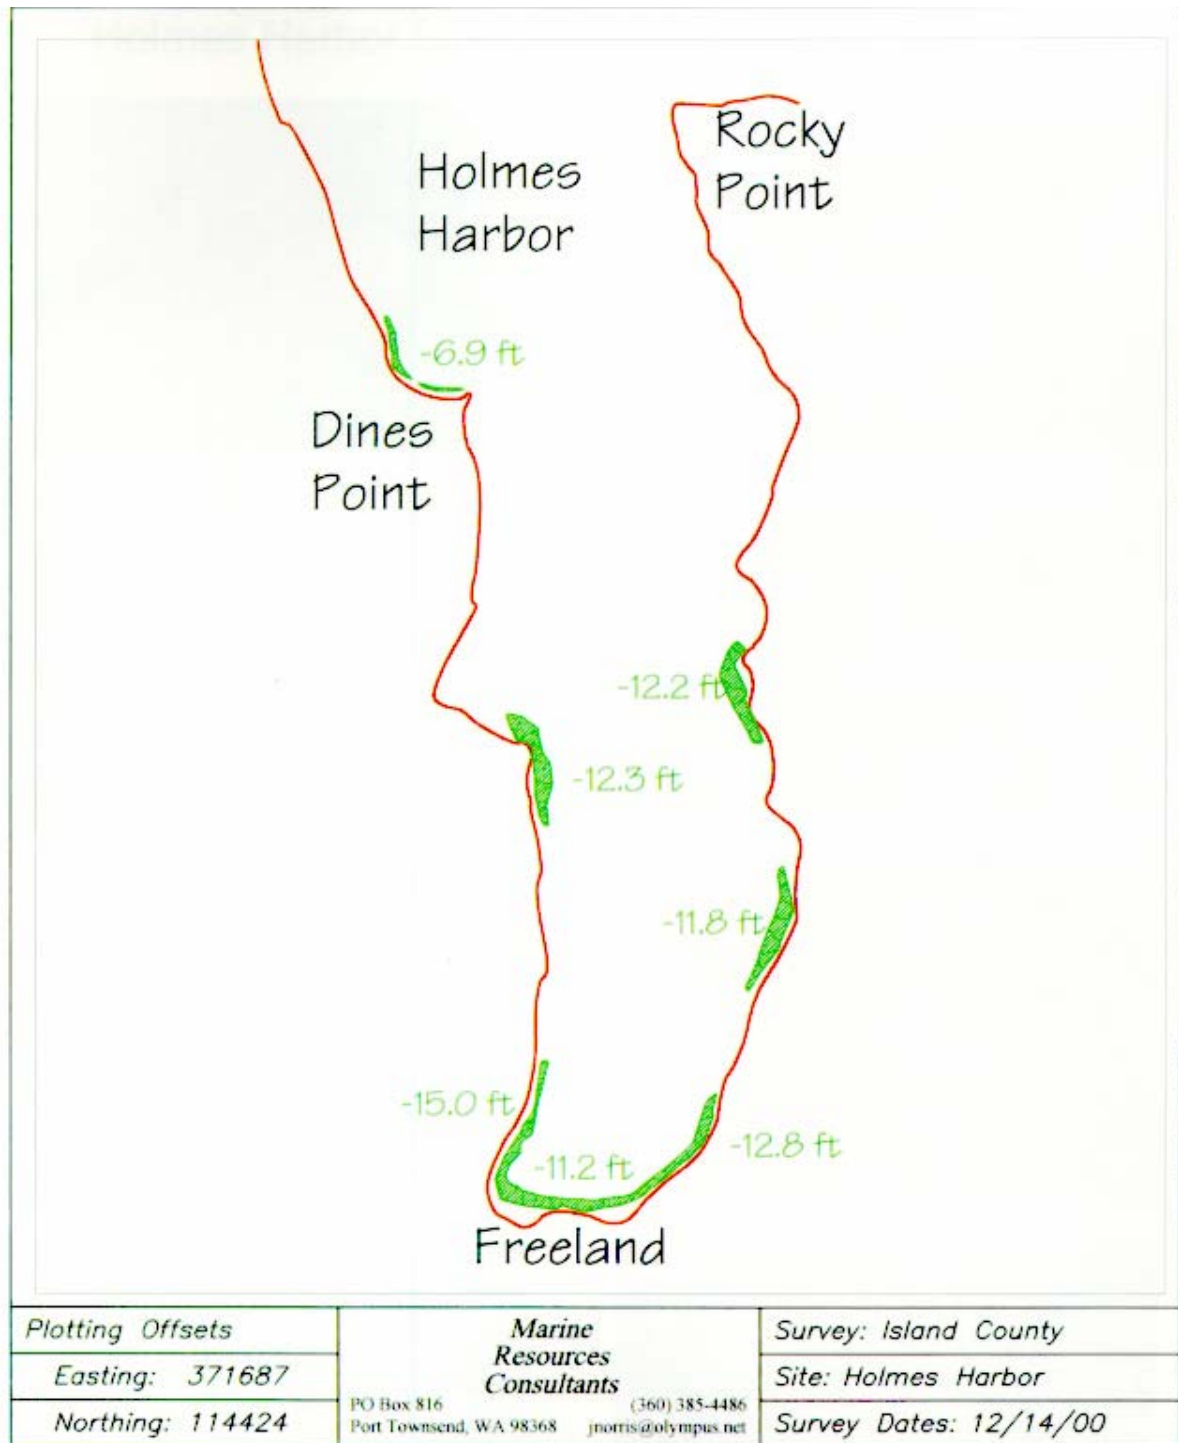 Holmes
Harbor
Rocky
Point
-6.9 ft
Dines
Point
-12.2 ft
-12.3 ft
-11.8 ft
-15.0 ft
-11.2 ft
-12.8 ft
Freeland
Plotting Offsets
Easting: 371687
Northing: 114424
Marine
Resources
Consultants
PO Box 816 (360) 385-4486
Port Townsend, WA 98368 jnorris@olympus.net
Survey: Island County
Site: Holmes Harbor
Survey Dates: 12/14/00